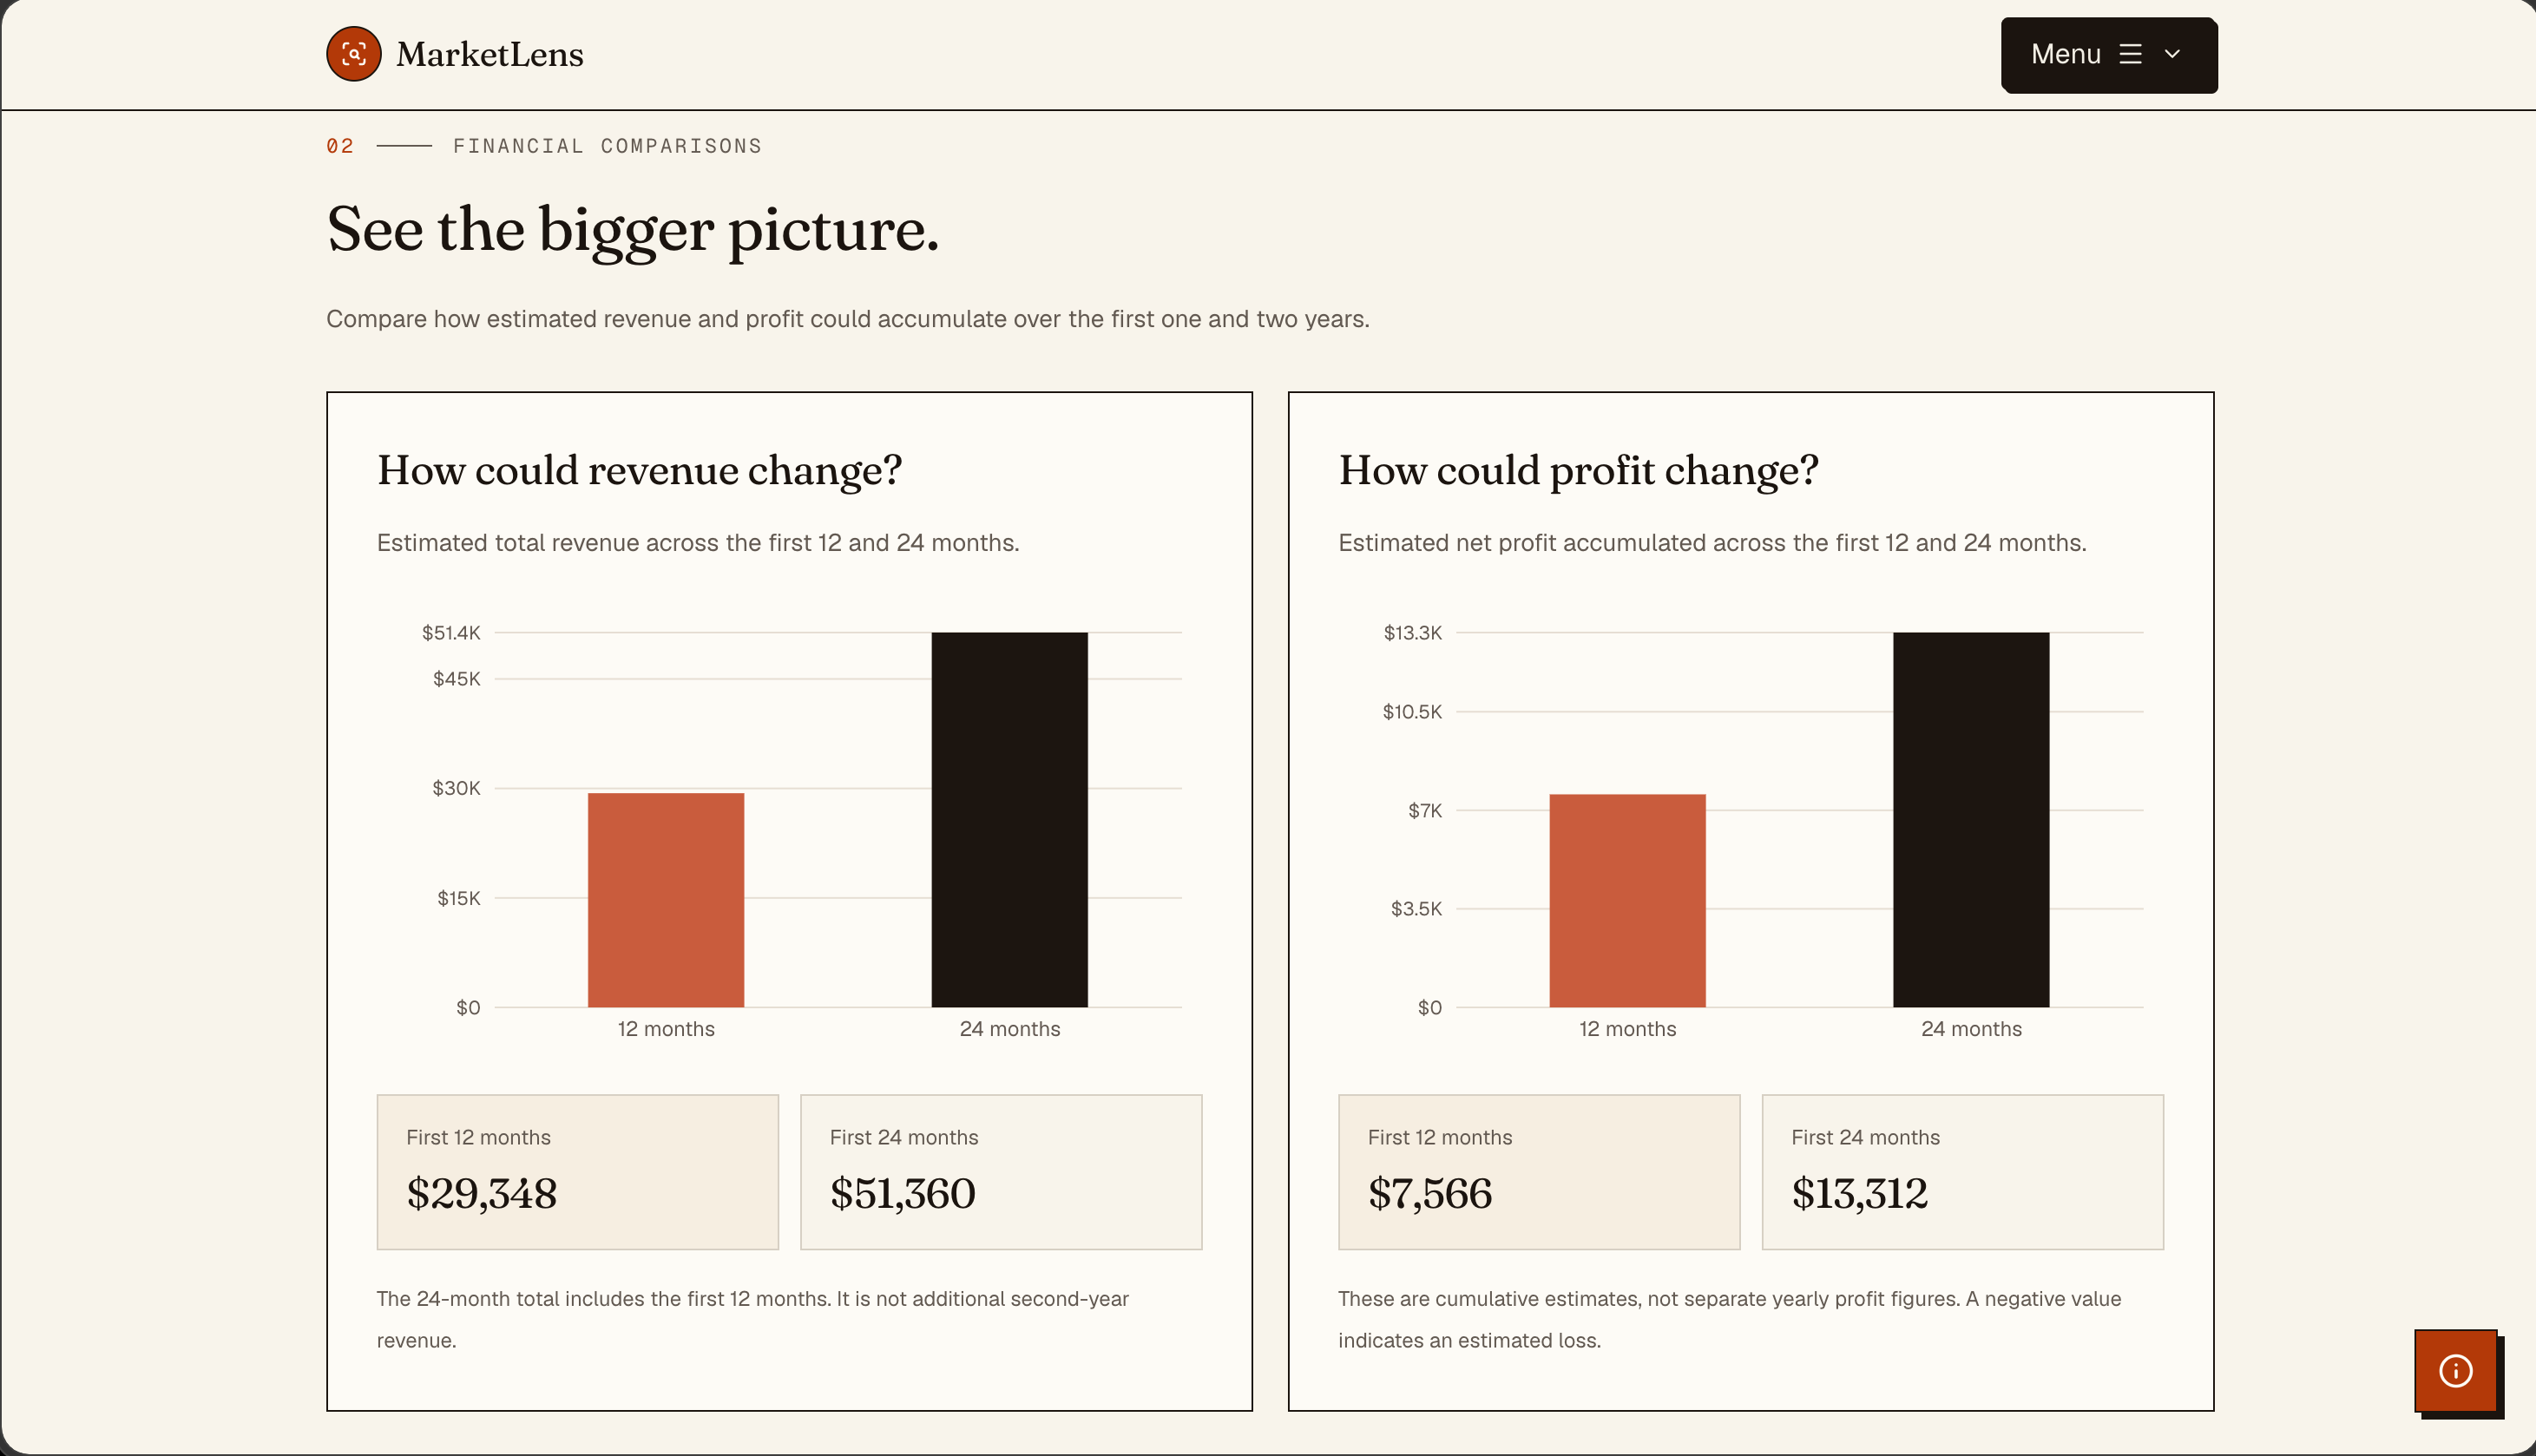 MarketLens
Menu
02 FINANCIAL COMPARISONS
See the bigger picture.
Compare how estimated revenue and profit could accumulate over the first one and two years.
How could revenue change?
Estimated total revenue across the first 12 and 24 months.
$51.4K
$45K
$30K
$15K
$0
12 months 24 months
First 12 months
$29,348
First 24 months
$51,360
The 24-month total includes the first 12 months. It is not additional second-year
revenue.
How could profit change?
Estimated net profit accumulated across the first 12 and 24 months.
$13.3K
$10.5K
$7K
$3.5K
$0
12 months 24 months
First 12 months
$7,566
First 24 months
$13,312
These are cumulative estimates, not separate yearly profit figures. A negative value
indicates an estimated loss.